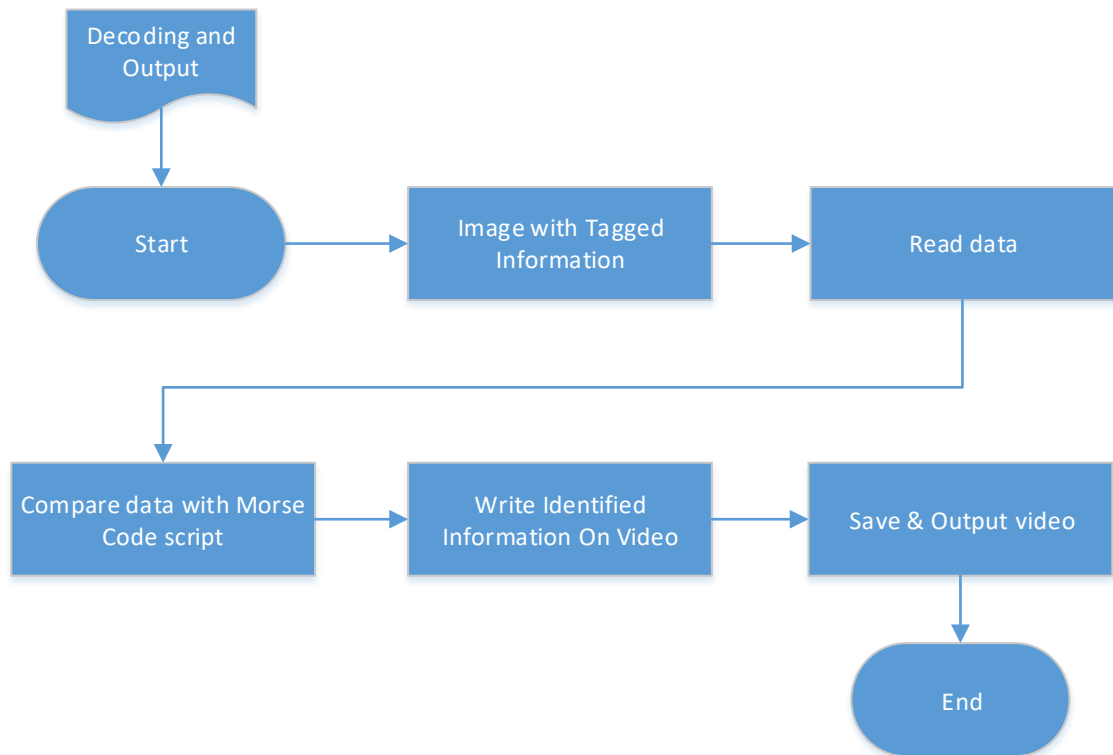 Decoding and
Output
Start
Image with Tagged
Information
Read data
Compare data with Morse
Code script
Write Identified
Information On Video
Save & Output video
End